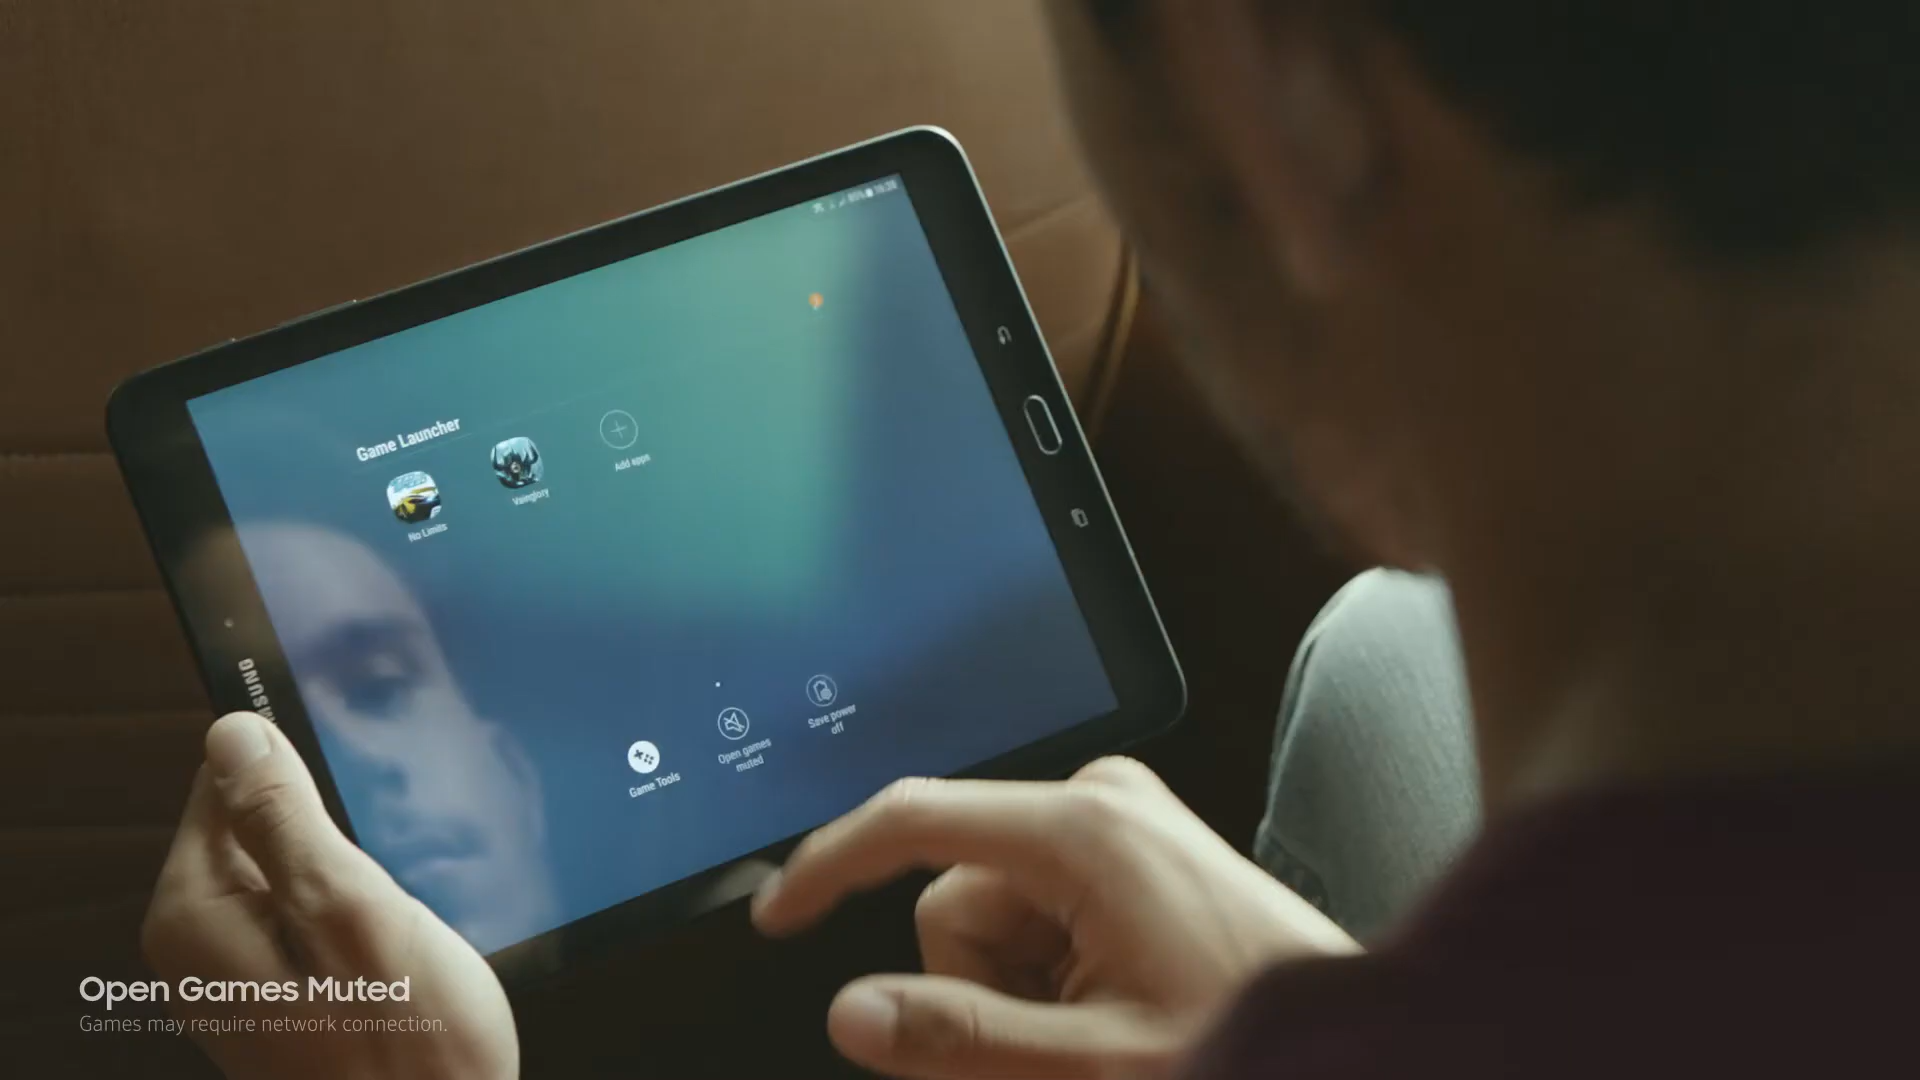 Game Launcher
No Limits
Vainglory
Add apps
SAMSUNG
Game Tools
Open games
muted
Save power
off
Open Games Muted
Games may require network connection.